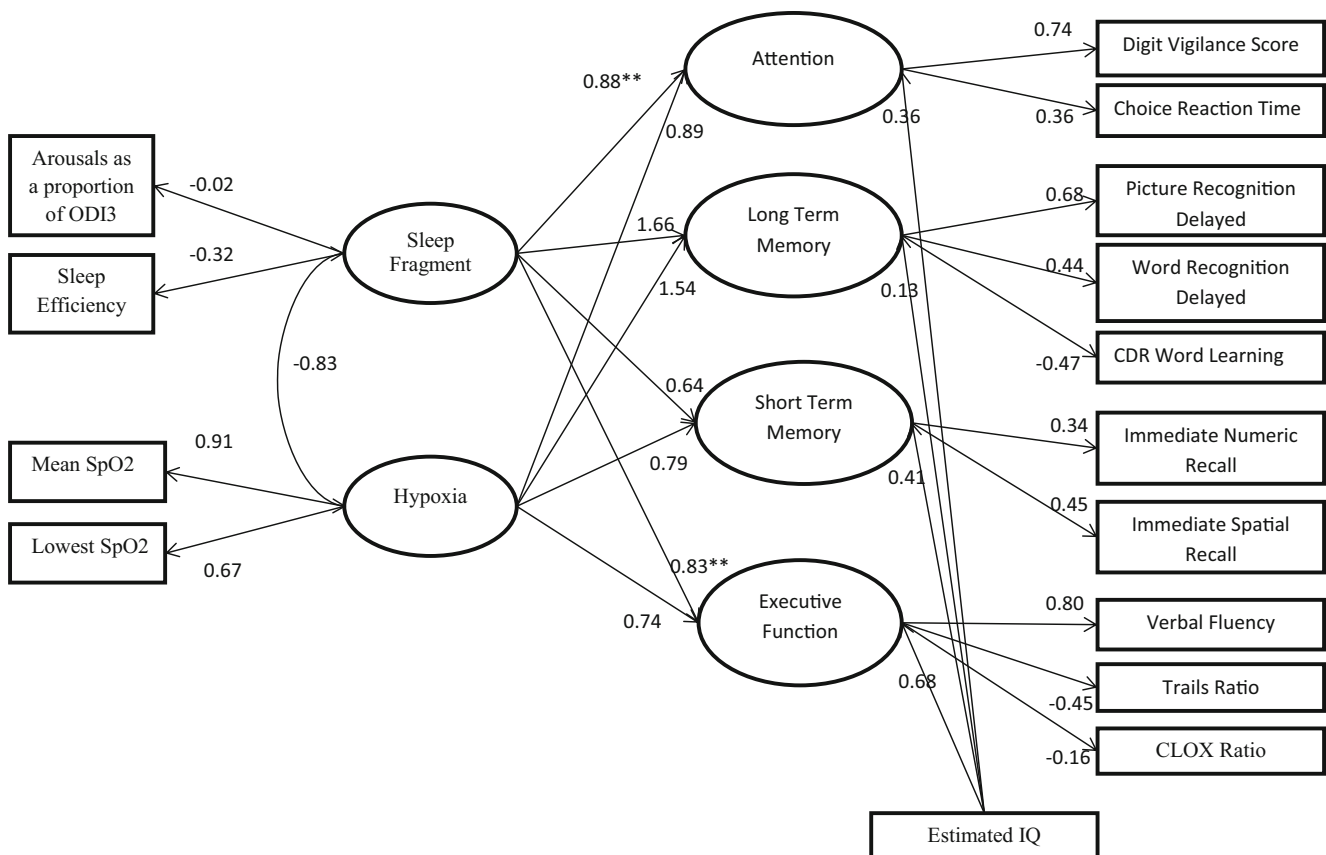 Arousals as
a proportion
of ODI3
-0.02
Sleep
Efficiency
-0.32
Sleep
Fragment
-0.83
Mean SpO2
0.91
Lowest SpO2
0.67
Hypoxia
0.88**
0.89
1.66
1.54
0.64
0.79
0.83**
0.74
Attention
0.36
Long Term
Memory
0.13
Short Term
Memory
0.41
Executive
Function
0.68
0.74
Digit Vigilance Score
0.36
Choice Reaction Time
0.68
Picture Recognition
Delayed
0.44
Word Recognition
Delayed
-0.47
CDR Word Learning
0.34
Immediate Numeric
Recall
0.45
Immediate Spatial
Recall
0.80
Verbal Fluency
-0.45
Trails Ratio
-0.16
CLOX Ratio
Estimated IQ